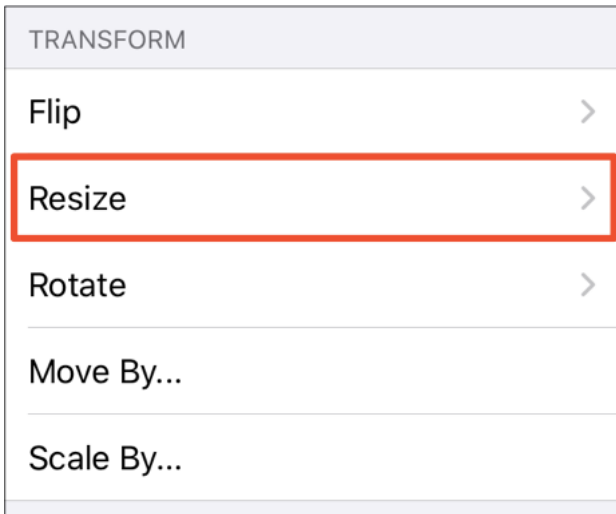 TRANSFORM
Flip
Resize
Rotate
Move By...
Scale By...